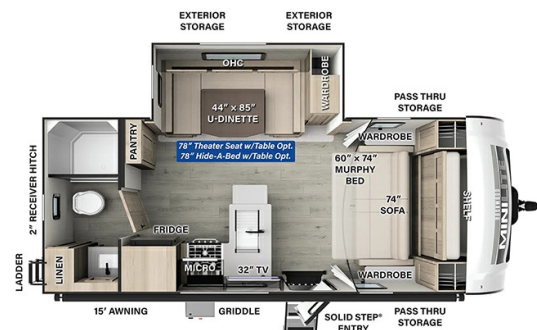 EXTERIOR
STORAGE
EXTERIOR
STORAGE
OHC
WARDROBE
44" x 85"
U-DINETTE
PASS THRU
STORAGE
PANTRY
78" Theater Seat w/Table Opt.
78" Hide-A-Bed w/Table Opt.
WARDROBE
60" x 74"
MURPHY
BED
74"
SOFA
SHELF
MINI
2" RECEIVER HITCH
FRIDGE
MICRO
32" TV
WARDROBE
LADDER
LINEN
15' AWNING
GRIDDLE
SOLID STEP®
ENTRY
PASS THRU
STORAGE